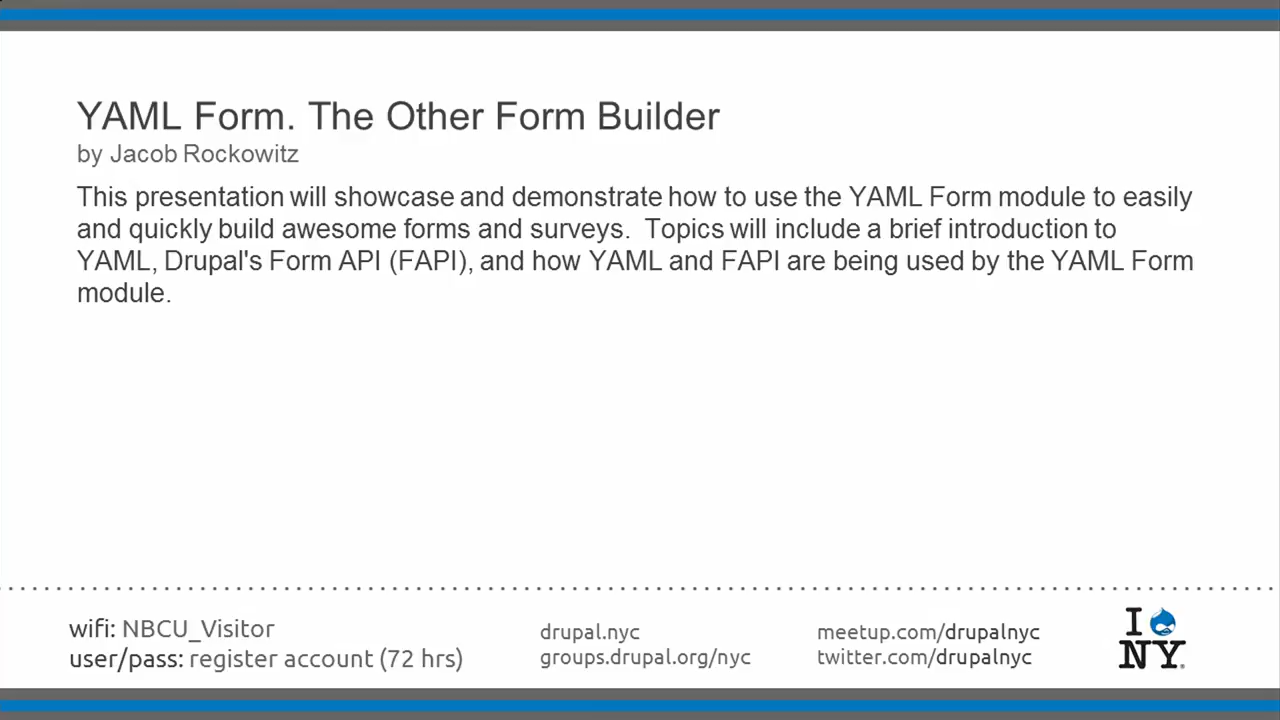 YAML Form. The Other Form Builder
by Jacob Rockowitz
This presentation will showcase and demonstrate how to use the YAML Form module to easily
and quickly build awesome forms and surveys.  Topics will include a brief introduction to
YAML, Drupal's Form API (FAPI), and how YAML and FAPI are being used by the YAML Form
module.
wifi: NBCU_Visitor
user/pass: register account (72 hrs)
drupal.nyc
groups.drupal.org/nyc
meetup.com/drupalnyc
twitter.com/drupalnyc
I
NY